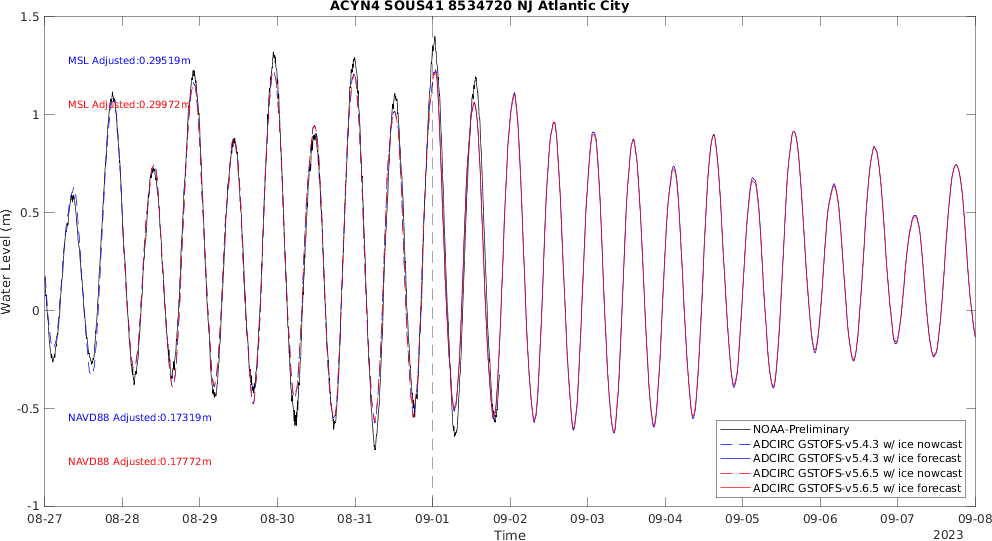 ACYN4 SOUS41 8534720 NJ Atlantic City
1.5
1
0.5
0
-0.5
-1
Water Level (m)
MSL Adjusted:0.29519m
MSL Adjusted:0.29972m
NAVD88 Adjusted:0.17319m
NAVD88 Adjusted:0.17772m
NOAA-Preliminary
ADCIRC GSTOFS-v5.4.3 w/ ice nowcast
ADCIRC GSTOFS-v5.4.3 w/ ice forecast
ADCIRC GSTOFS-v5.6.5 w/ ice nowcast
ADCIRC GSTOFS-v5.6.5 w/ ice forecast
08-27 08-28 08-29 08-30 08-31 09-01 09-02 09-03 09-04 09-05 09-06 09-07 09-08
Time
2023